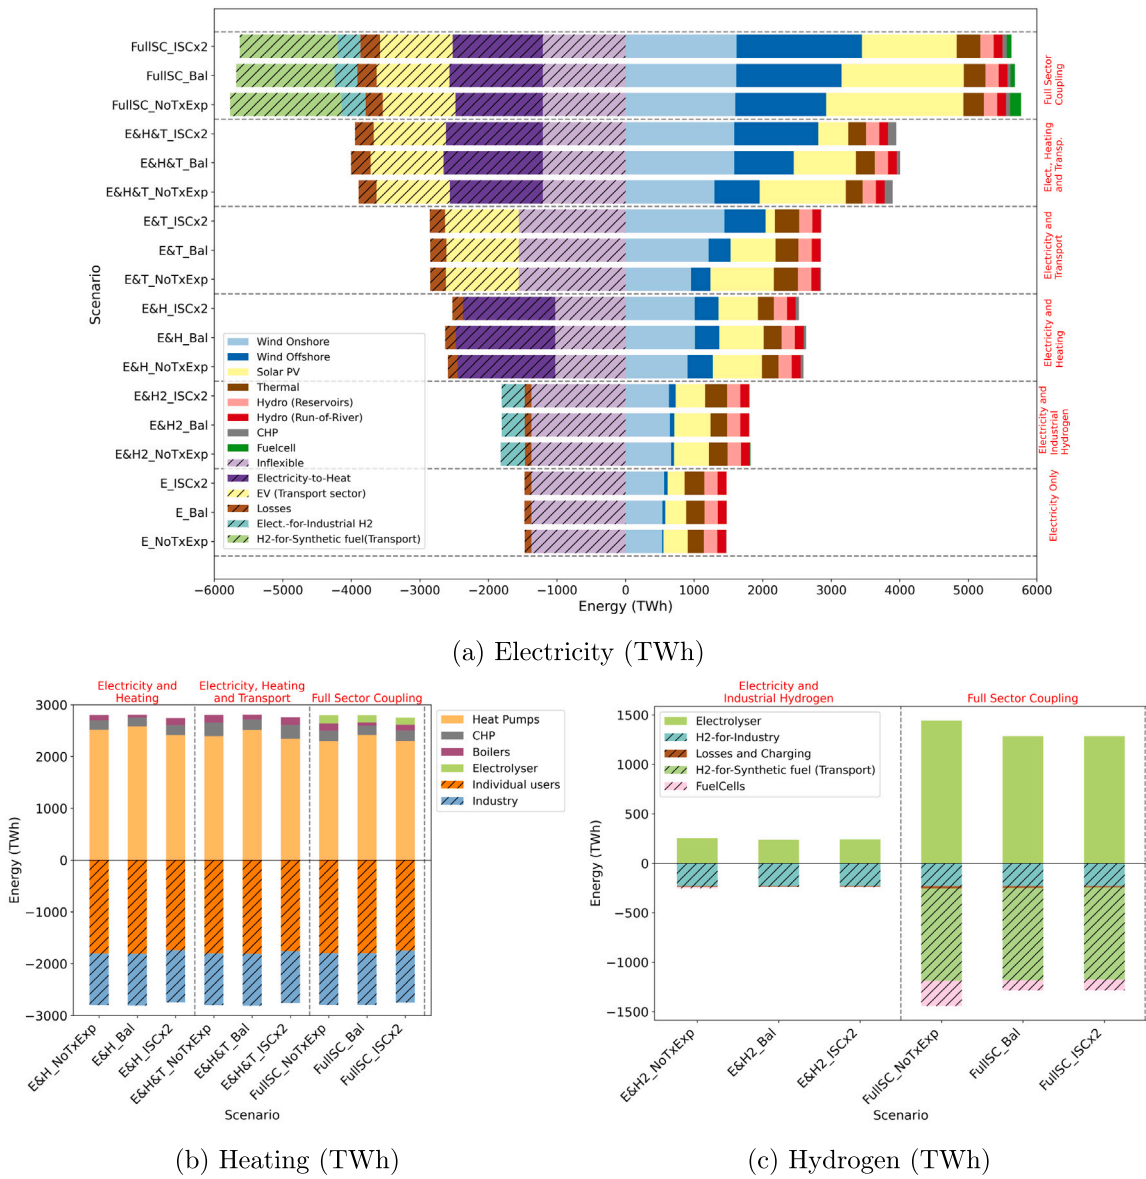 FullSC_ISCx2
FullSC_Bal
FullSC_NoTxExp
E&H&T_ISCx2
E&H&T_Bal
E&H&T_NoTxExp
E&T_ISCx2
E&T_Bal
E&T_NoTxExp
E&H_ISCx2
E&H_Bal
E&H_NoTxExp
E&H2_ISCx2
E&H2_Bal
E&H2_NoTxExp
E_ISCx2
E_Bal
E_NoTxExp
Scenario
Wind Onshore
Wind Offshore
Solar PV
Thermal
Hydro (Reservoirs)
Hydro (Run-of-River)
CHP
Fuelcell
Inflexible
Electricity-to-Heat
EV (Transport sector)
Losses
Elect.-for-Industrial H2
H2-for-Synthetic fuel(Transport)
Full Sector
Coupling
Elect., Heating
and Transp.
Electricity and
Transport
Electricity and
Heating
Electricity and
Industrial
Hydrogen
Electricity Only
−6000 −5000 −4000 −3000 −2000 −1000 0 1000 2000 3000 4000 5000 6000
Energy (TWh)
(a) Electricity (TWh)
Electricity and
Heating
Electricity, Heating
and Transport
Full Sector Coupling
3000
2000
1000
0
−1000
−2000
−3000
Energy (TWh)
Heat Pumps
CHP
Boilers
Electrolyser
Individual users
Industry
E&H_NoTxExp
E&H_Bal
E&H_ISCx2
E&H&T_NoTxExp
E&H&T_Bal
E&H&T_ISCx2
FullSC_NoTxExp
FullSC_Bal
FullSC_ISCx2
Scenario
(b) Heating (TWh)
Electricity and
Industrial Hydrogen
Full Sector Coupling
1500
1000
500
0
−500
−1000
−1500
Energy (TWh)
Electrolyser
H2-for-Industry
Losses and Charging
H2-for-Synthetic fuel (Transport)
FuelCells
E&H2_NoTxExp
E&H2_Bal
E&H2_ISCx2
FullSC_NoTxExp
FullSC_Bal
FullSC_ISCx2
Scenario
(c) Hydrogen (TWh)